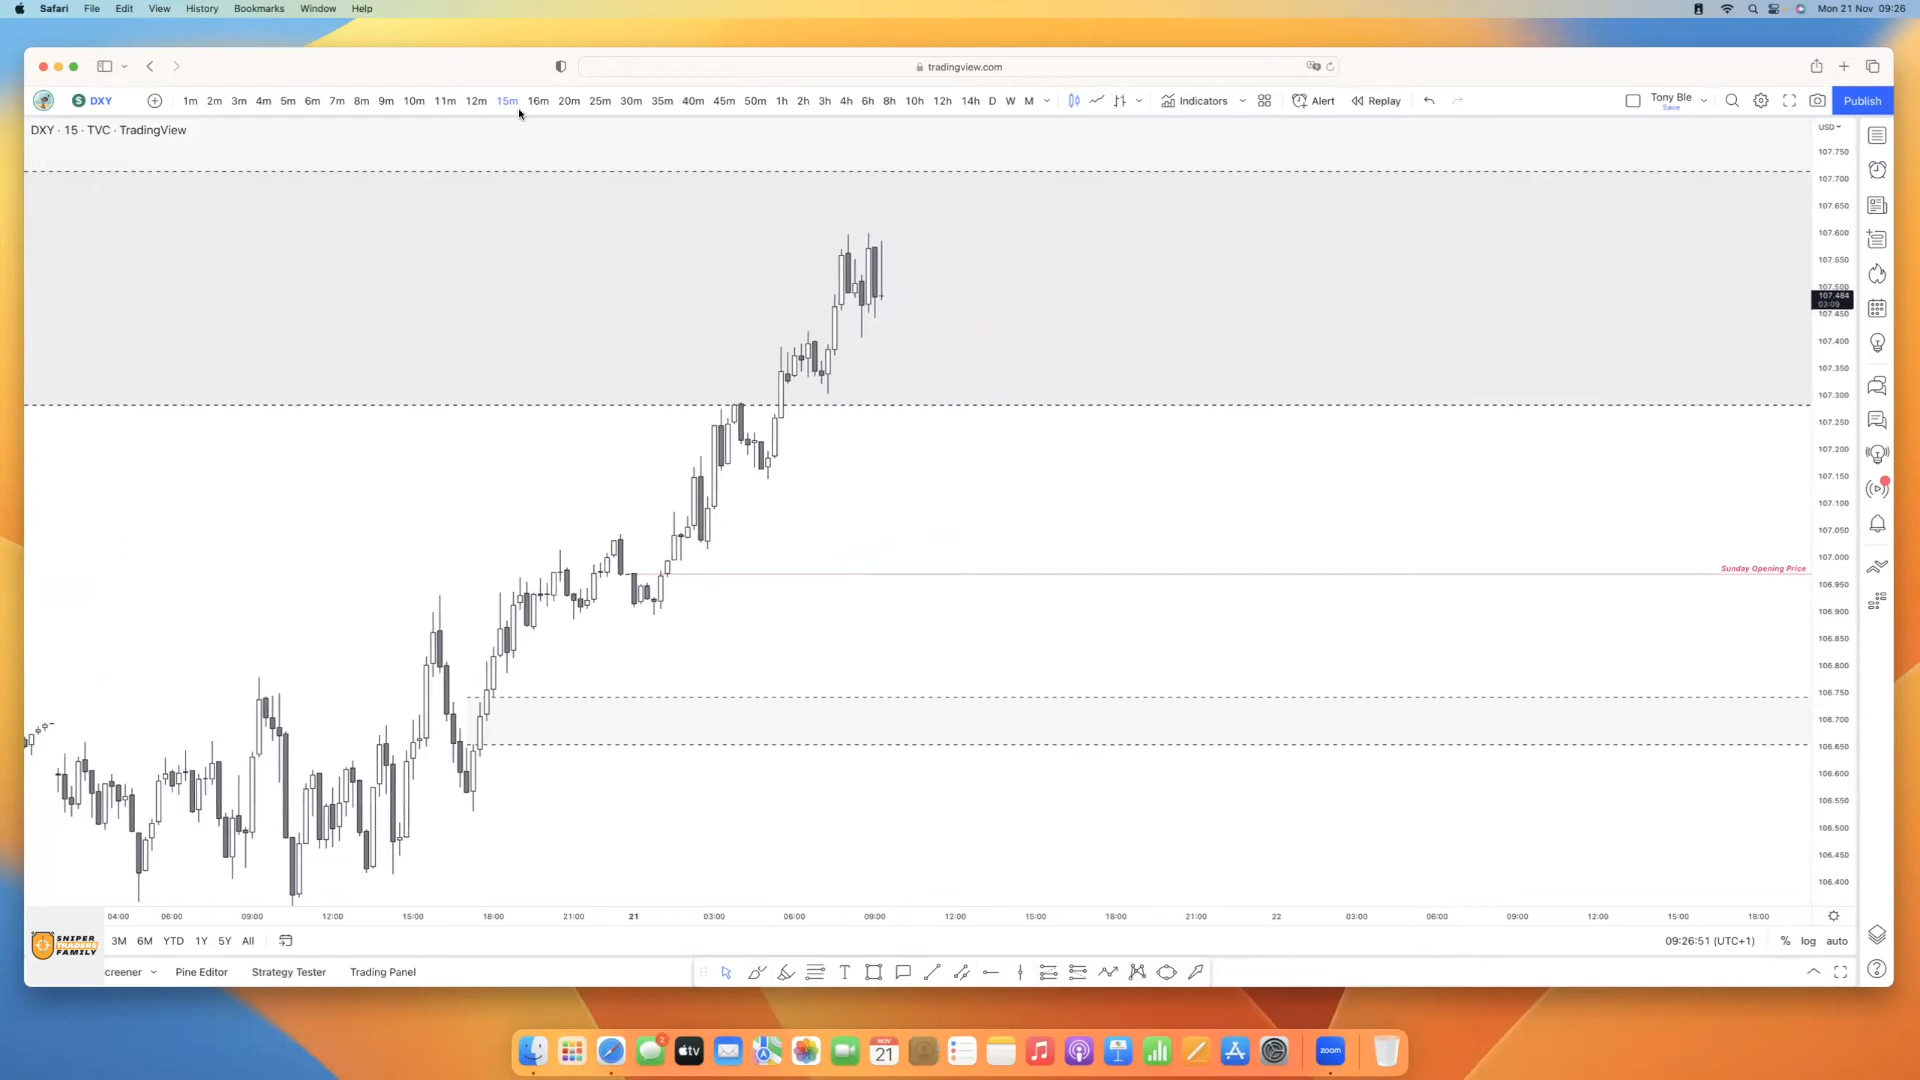 Safari File Edit View History Bookmarks Window Help Mon 21 Nov 09:26
tradingview.com
DXY 1m 2m 3m 4m 5m 6m 7m 8m 9m 10m 11m 12m 15m 16m 20m 25m 30m 35m 40m 45m 50m 1h 2h 3h 4h 6h 8h 10h 12h 14h D W M Indicators Alert Replay Tony Ble Publish
Save
DXY · 15 · TVC · TradingView
USD
107.750
107.700
107.650
107.600
107.550
107.500
107.484
03:09
107.450
107.400
107.350
107.300
107.250
107.200
107.150
107.100
107.050
107.000
Sunday Opening Price
106.950
106.900
106.850
106.800
106.750
106.700
106.650
106.600
106.550
106.500
106.450
106.400
04:00 06:00 09:00 12:00 15:00 18:00 21:00 21 03:00 06:00 09:00 12:00 15:00 18:00 21:00 22 03:00 06:00 09:00 12:00 15:00 18:00
SNIPER
TRADERS
FAMILY
3M 6M YTD 1Y 5Y All 09:26:51 (UTC+1) % log auto
creener Pine Editor Strategy Tester Trading Panel
2
tv
NOV
21
zoom